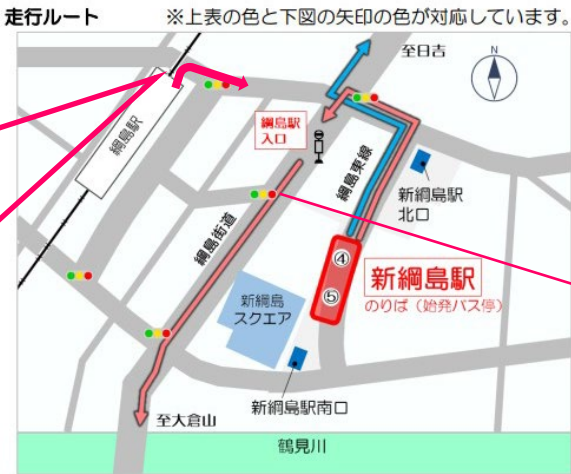 走行ルート ※上表の色と下図の矢印の色が対応しています。
至日吉
N
綱島駅
綱島駅
入口
綱島東線
新綱島駅
北口
綱島街道
④
⑤
新綱島駅
のりば（始発バス停）
新綱島
スクエア
新綱島駅南口
至大倉山
鶴見川